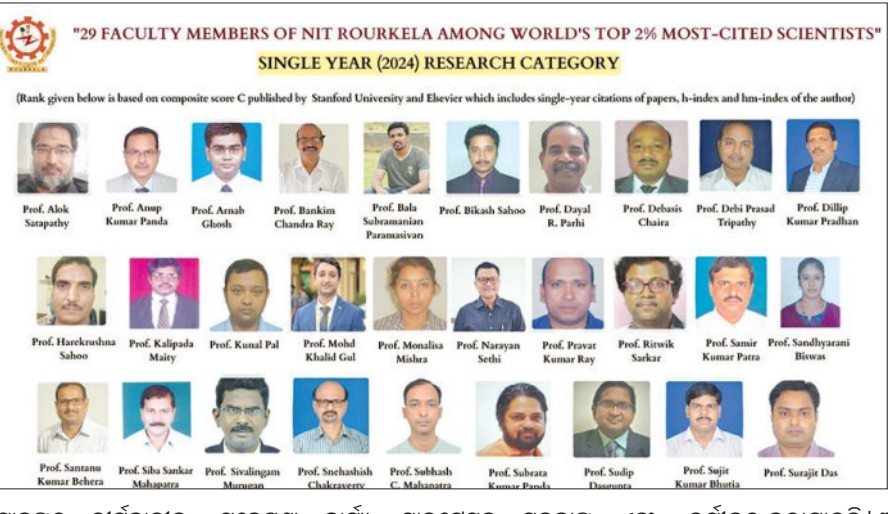 "29 FACULTY MEMBERS OF NIT ROURKELA AMONG WORLD'S TOP 2% MOST-CITED SCIENTISTS"
SINGLE YEAR (2024) RESEARCH CATEGORY
(Rank given below is based on composite score C published by Stanford University and Elsevier which includes single-year citations of papers, h-index and hm-index of the author)
ROURKELA
Prof. Alok
Satapathy
Prof. Anup
Kumar Panda
Prof. Arnab
Ghosh
Prof. Bankim
Chandra Ray
Prof. Bala
Subramanian
Paramasivan
Prof. Bikash Sahoo
Prof. Dayal
R. Parhi
Prof. Debasis
Chaira
Prof. Debi Prasad
Tripathy
Prof. Dillip
Kumar Pradhan
Prof. Harekrushna
Sahoo
Prof. Kalipada
Maity
Prof. Kunal Pal
Prof. Mohd
Khalid Gul
Prof. Monalisa
Mishra
Prof. Narayan
Sethi
Prof. Pravat
Kumar Ray
Prof. Ritwik
Sarkar
Prof. Samir
Kumar Patra
Prof. Sandhyarani
Biswas
Prof. Santanu
Kumar Behera
Prof. Siba Sankar
Mahapatra
Prof. Sivalingam
Murugan
Prof. Snehashish
Chakraverty
Prof. Subhash
C. Mahapatra
Prof. Subrata
Kumar Panda
Prof. Sudip
Dasgupta
Prof. Sujit
Kumar Bhutia
Prof. Surajit Das